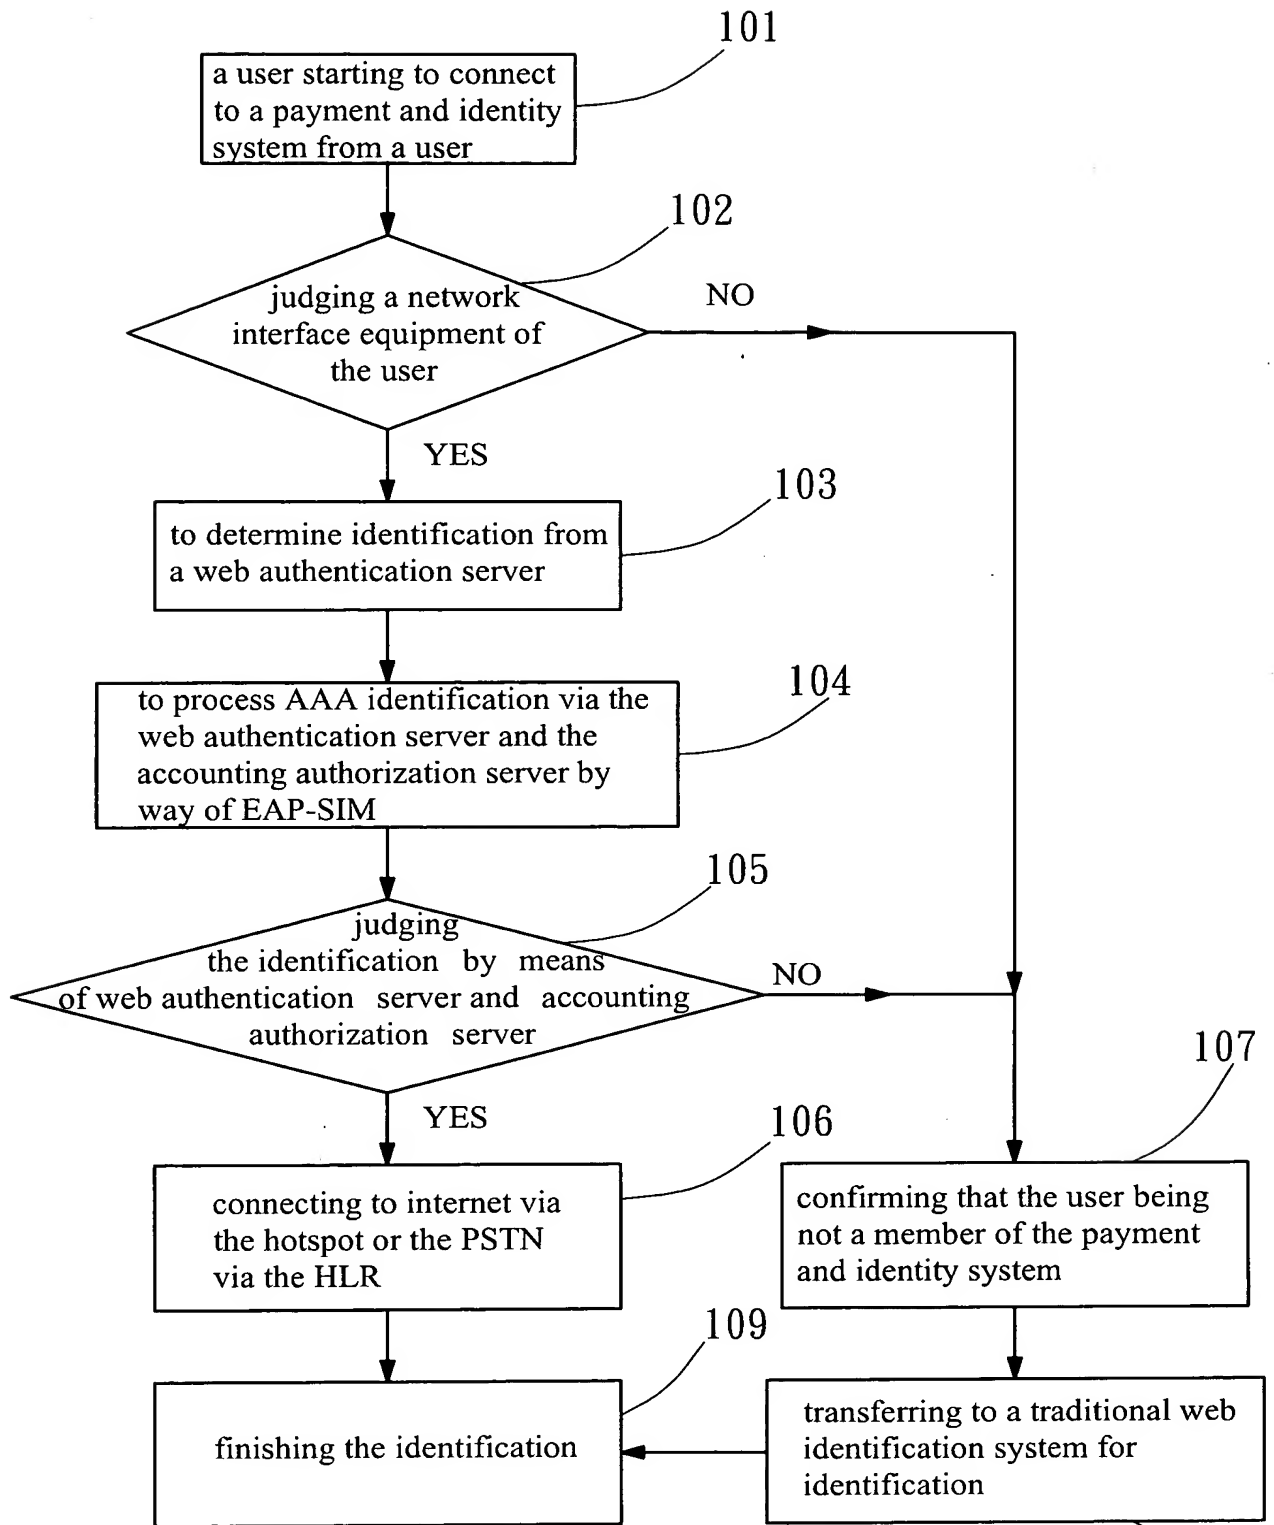 101
a user starting to connect
to a payment and identity
system from a user
102
judging a network
interface equipment of
the user
NO
YES
103
to determine identification from
a web authentication server
104
to process AAA identification via the
web authentication server and the
accounting authorization server by
way of EAP-SIM
105
judging
the identification by means
of web authentication server and accounting
authorization server
NO
YES
106
connecting to internet via
the hotspot or the PSTN
via the HLR
107
confirming that the user being
not a member of the payment
and identity system
109
finishing the identification
transferring to a traditional web
identification system for
identification